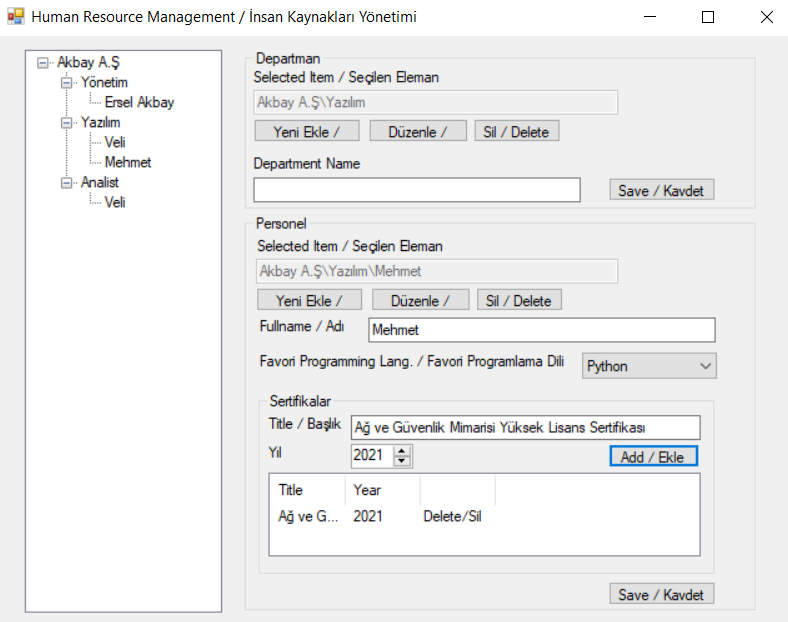 Human Resource Management / İnsan Kaynakları Yönetimi
Akbay A.Ş
Yönetim
Ersel Akbay
Yazılım
Veli
Mehmet
Analist
Veli
Departman
Selected Item / Seçilen Eleman
Akbay A.Ş\Yazılım
Yeni Ekle / Düzenle / Sil / Delete
Department Name
Save / Kavdet
Personel
Selected Item / Seçilen Eleman
Akbay A.Ş\Yazılım\Mehmet
Yeni Ekle / Düzenle / Sil / Delete
Fullname / Adı Mehmet
Favori Programming Lang. / Favori Programlama Dili Python
Sertifikalar
Title / Başlık Ağ ve Güvenlik Mimarisi Yüksek Lisans Sertifikası
Yıl 2021 Add / Ekle
Title Year
Ağ ve G... 2021 Delete/Sil
Save / Kavdet